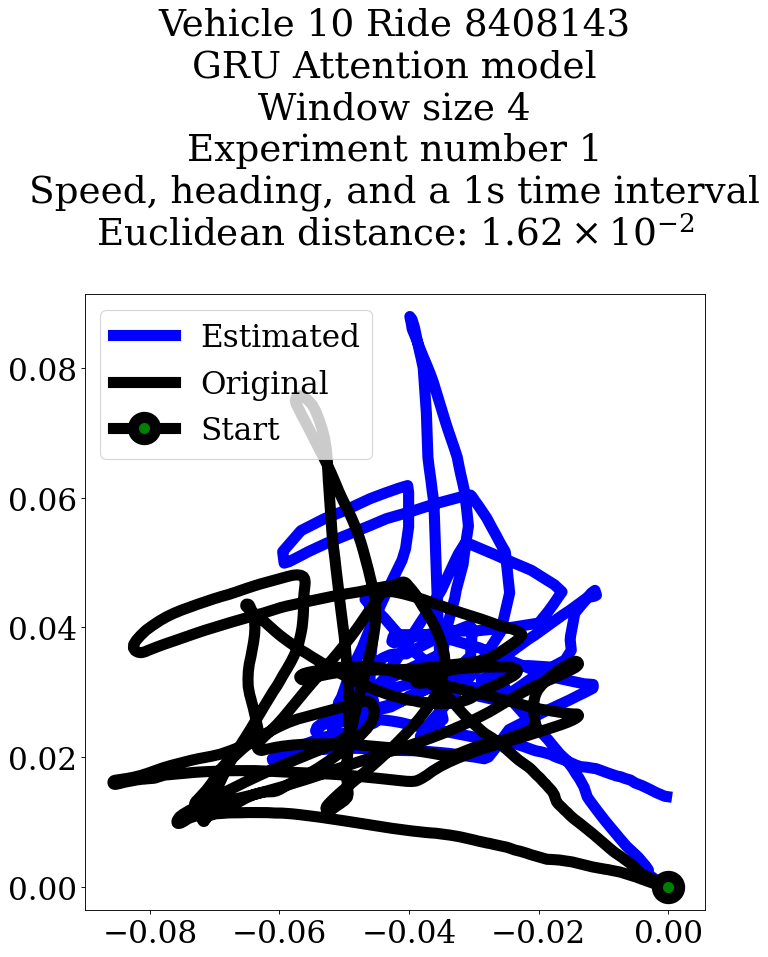 Vehicle 10 Ride 8408143
GRU Attention model
Window size 4
Experiment number 1
Speed, heading, and a 1s time interval
Euclidean distance: 1.62 × 10⁻²
Estimated
Original
Start
0.08
0.06
0.04
0.02
0.00
−0.08 −0.06 −0.04 −0.02 0.00